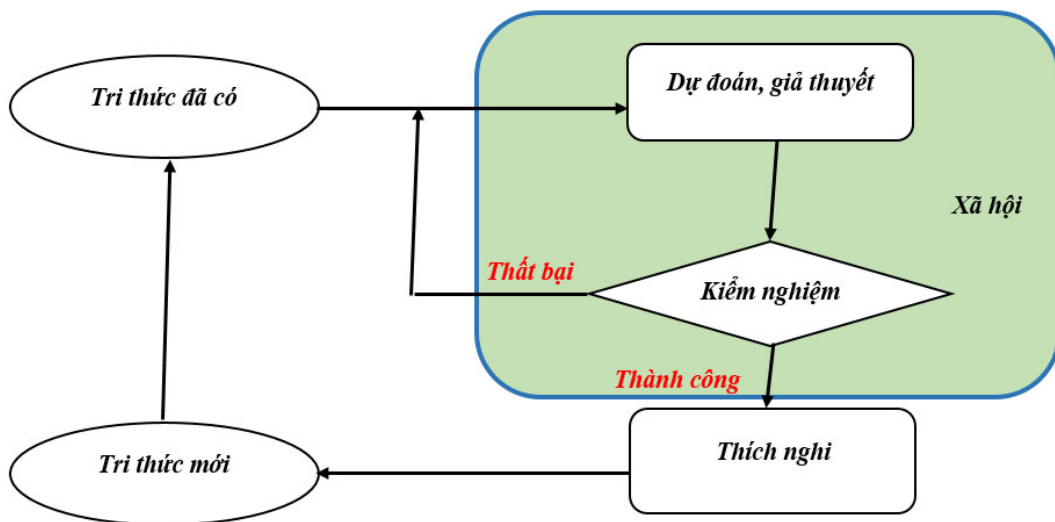 Tri thức đã có
Dự đoán, giả thuyết
Xã hội
Thất bại
Kiểm nghiệm
Thành công
Tri thức mới
Thích nghi